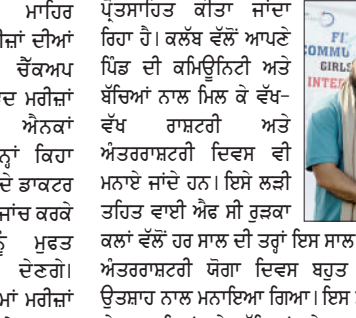 ਮਾਹਿਰ
ਜ਼ਾਂ ਦੀਆਂ
ਚੈੱਕਅਪ
ਦ ਮਰੀਜ਼ਾਂ
ਐਨਕਾਂ
ਨ੍ਹਾਂ ਕਿਹਾ
ਦੇ ਡਾਕਟਰ
ਜਾਂਚ ਕਰਕੇ
ਮੁਫਤ
ਦੇਣਗੇ।
ਮਾਂ ਮਰੀਜ਼ਾਂ
ਪ੍ਰੋਤਸਾਹਿਤ ਕੀਤਾ ਜਾਂਦਾ
ਰਿਹਾ ਹੈ। ਕਲੱਬ ਵੱਲੋਂ ਆਪਣੇ
ਪਿੰਡ ਦੀ ਕਮਿਊਨਿਟੀ ਅਤੇ
ਬੱਚਿਆਂ ਨਾਲ ਮਿਲ ਕੇ ਵੱਖ-
ਵੱਖ ਰਾਸ਼ਟਰੀ ਅਤੇ
ਅੰਤਰਰਾਸ਼ਟਰੀ ਦਿਵਸ ਵੀ
ਮਨਾਏ ਜਾਂਦੇ ਹਨ। ਇਸੇ ਲੜੀ
ਤਹਿਤ ਵਾਈ ਐਫ ਸੀ ਰੁੜਕਾ
ਕਲਾਂ ਵੱਲੋਂ ਹਰ ਸਾਲ ਦੀ ਤਰ੍ਹਾਂ ਇਸ ਸਾਲ
ਅੰਤਰਰਾਸ਼ਟਰੀ ਯੋਗਾ ਦਿਵਸ ਬਹੁਤ
ਉਤਸ਼ਾਹ ਨਾਲ ਮਨਾਇਆ ਗਿਆ। ਇਸ
FI
COMMU
GIRLS
INTE